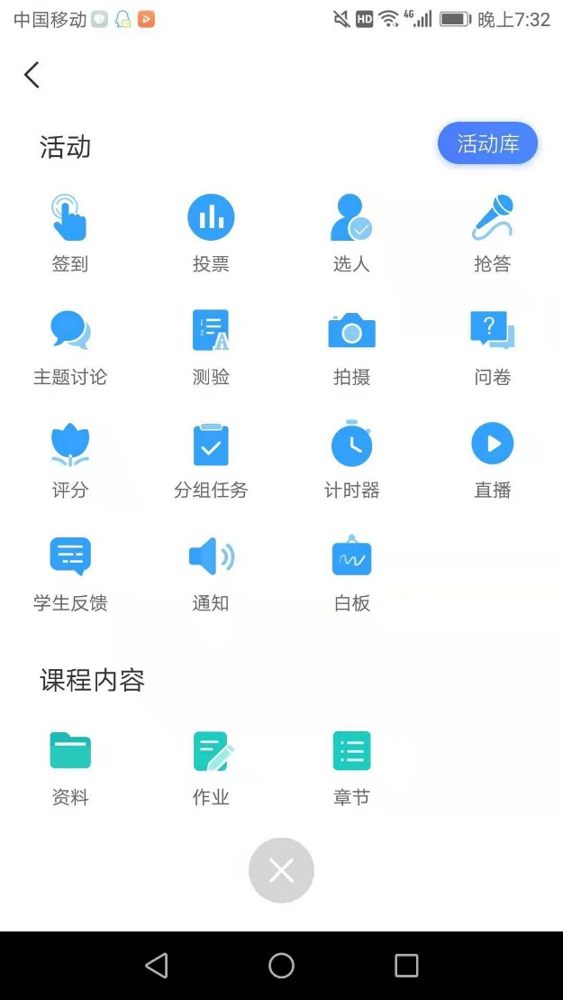 中国移动 HD 4G 晚上7:32
活动 活动库
签到 投票 选人 抢答
主题讨论 测验 拍摄 问卷
评分 分组任务 计时器 直播
学生反馈 通知 白板
课程内容
资料 作业 章节